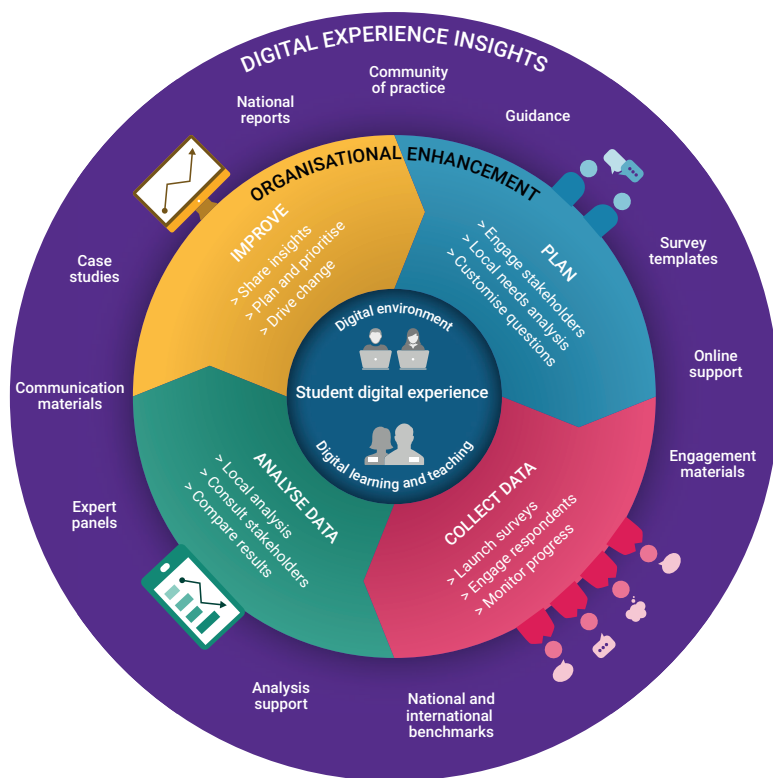 DIGITAL EXPERIENCE INSIGHTS
Community
of practice
Guidance
Survey
templates
Online
support
Engagement
materials
National and
international
benchmarks
Analysis
support
Expert
panels
Communication
materials
Case
studies
National
reports
ORGANISATIONAL ENHANCEMENT
PLAN
> Engage stakeholders
> Local needs analysis
> Customise questions
COLLECT DATA
> Launch surveys
> Engage respondents
> Monitor progress
ANALYSE DATA
> Local analysis
> Consult stakeholders
> Compare results
IMPROVE
> Share insights
> Plan and prioritise
> Drive change
Digital environment
Student digital experience
Digital learning and teaching